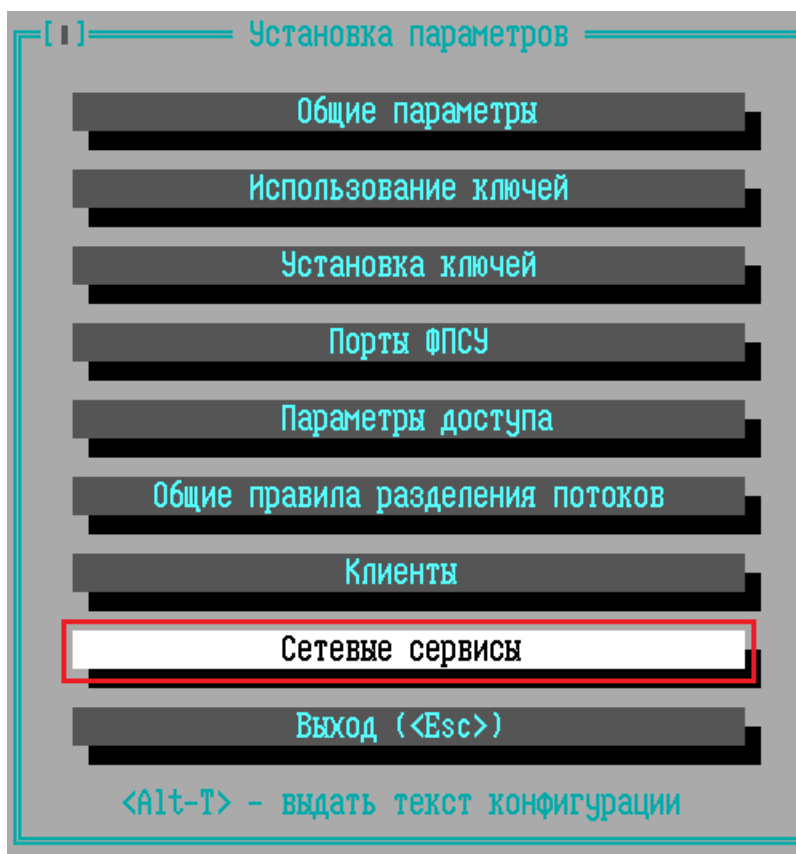 [▮] Установка параметров
Общие параметры
Использование ключей
Установка ключей
Порты ФПСУ
Параметры доступа
Общие правила разделения потоков
Клиенты
Сетевые сервисы
Выход (<Esc>)
<Alt-T> - выдать текст конфигурации